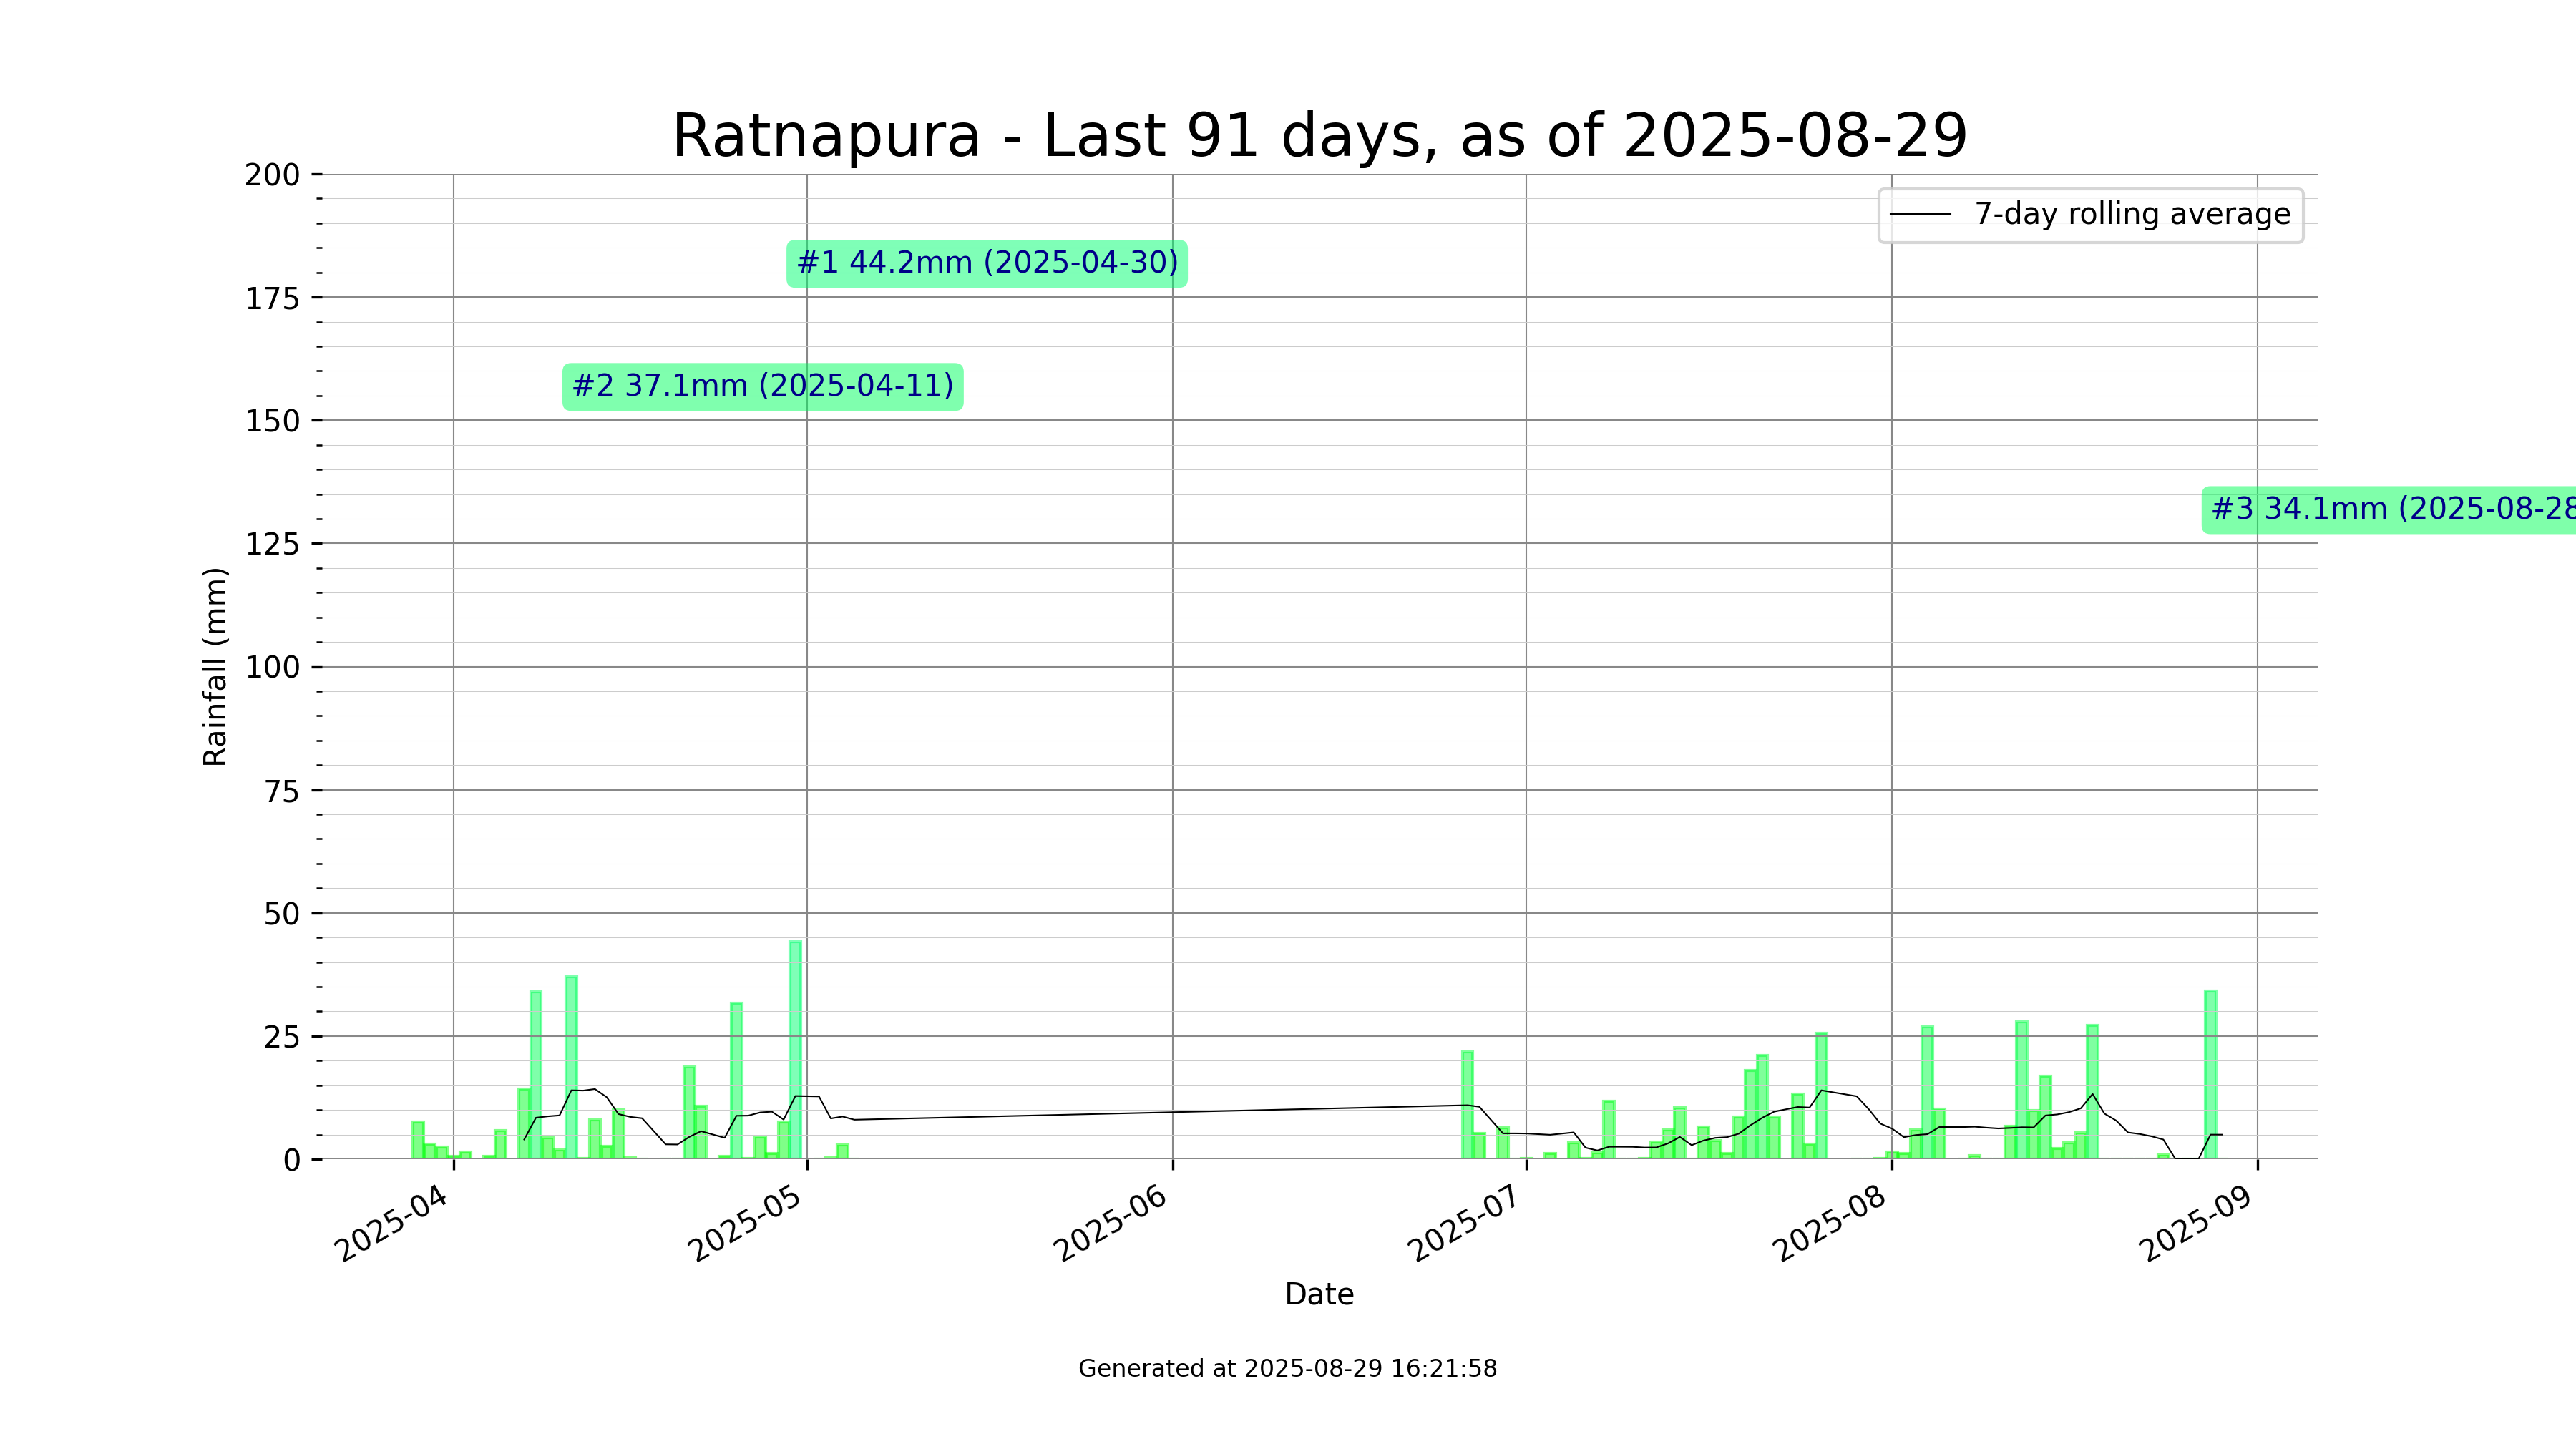 Ratnapura - Last 91 days, as of 2025-08-29
200
175
150
125
100
75
50
25
0
Rainfall (mm)
7-day rolling average
#1 44.2mm (2025-04-30)
#2 37.1mm (2025-04-11)
#3 34.1mm (2025-08-28
2025-04
2025-05
2025-06
2025-07
2025-08
2025-09
Date
Generated at 2025-08-29 16:21:58